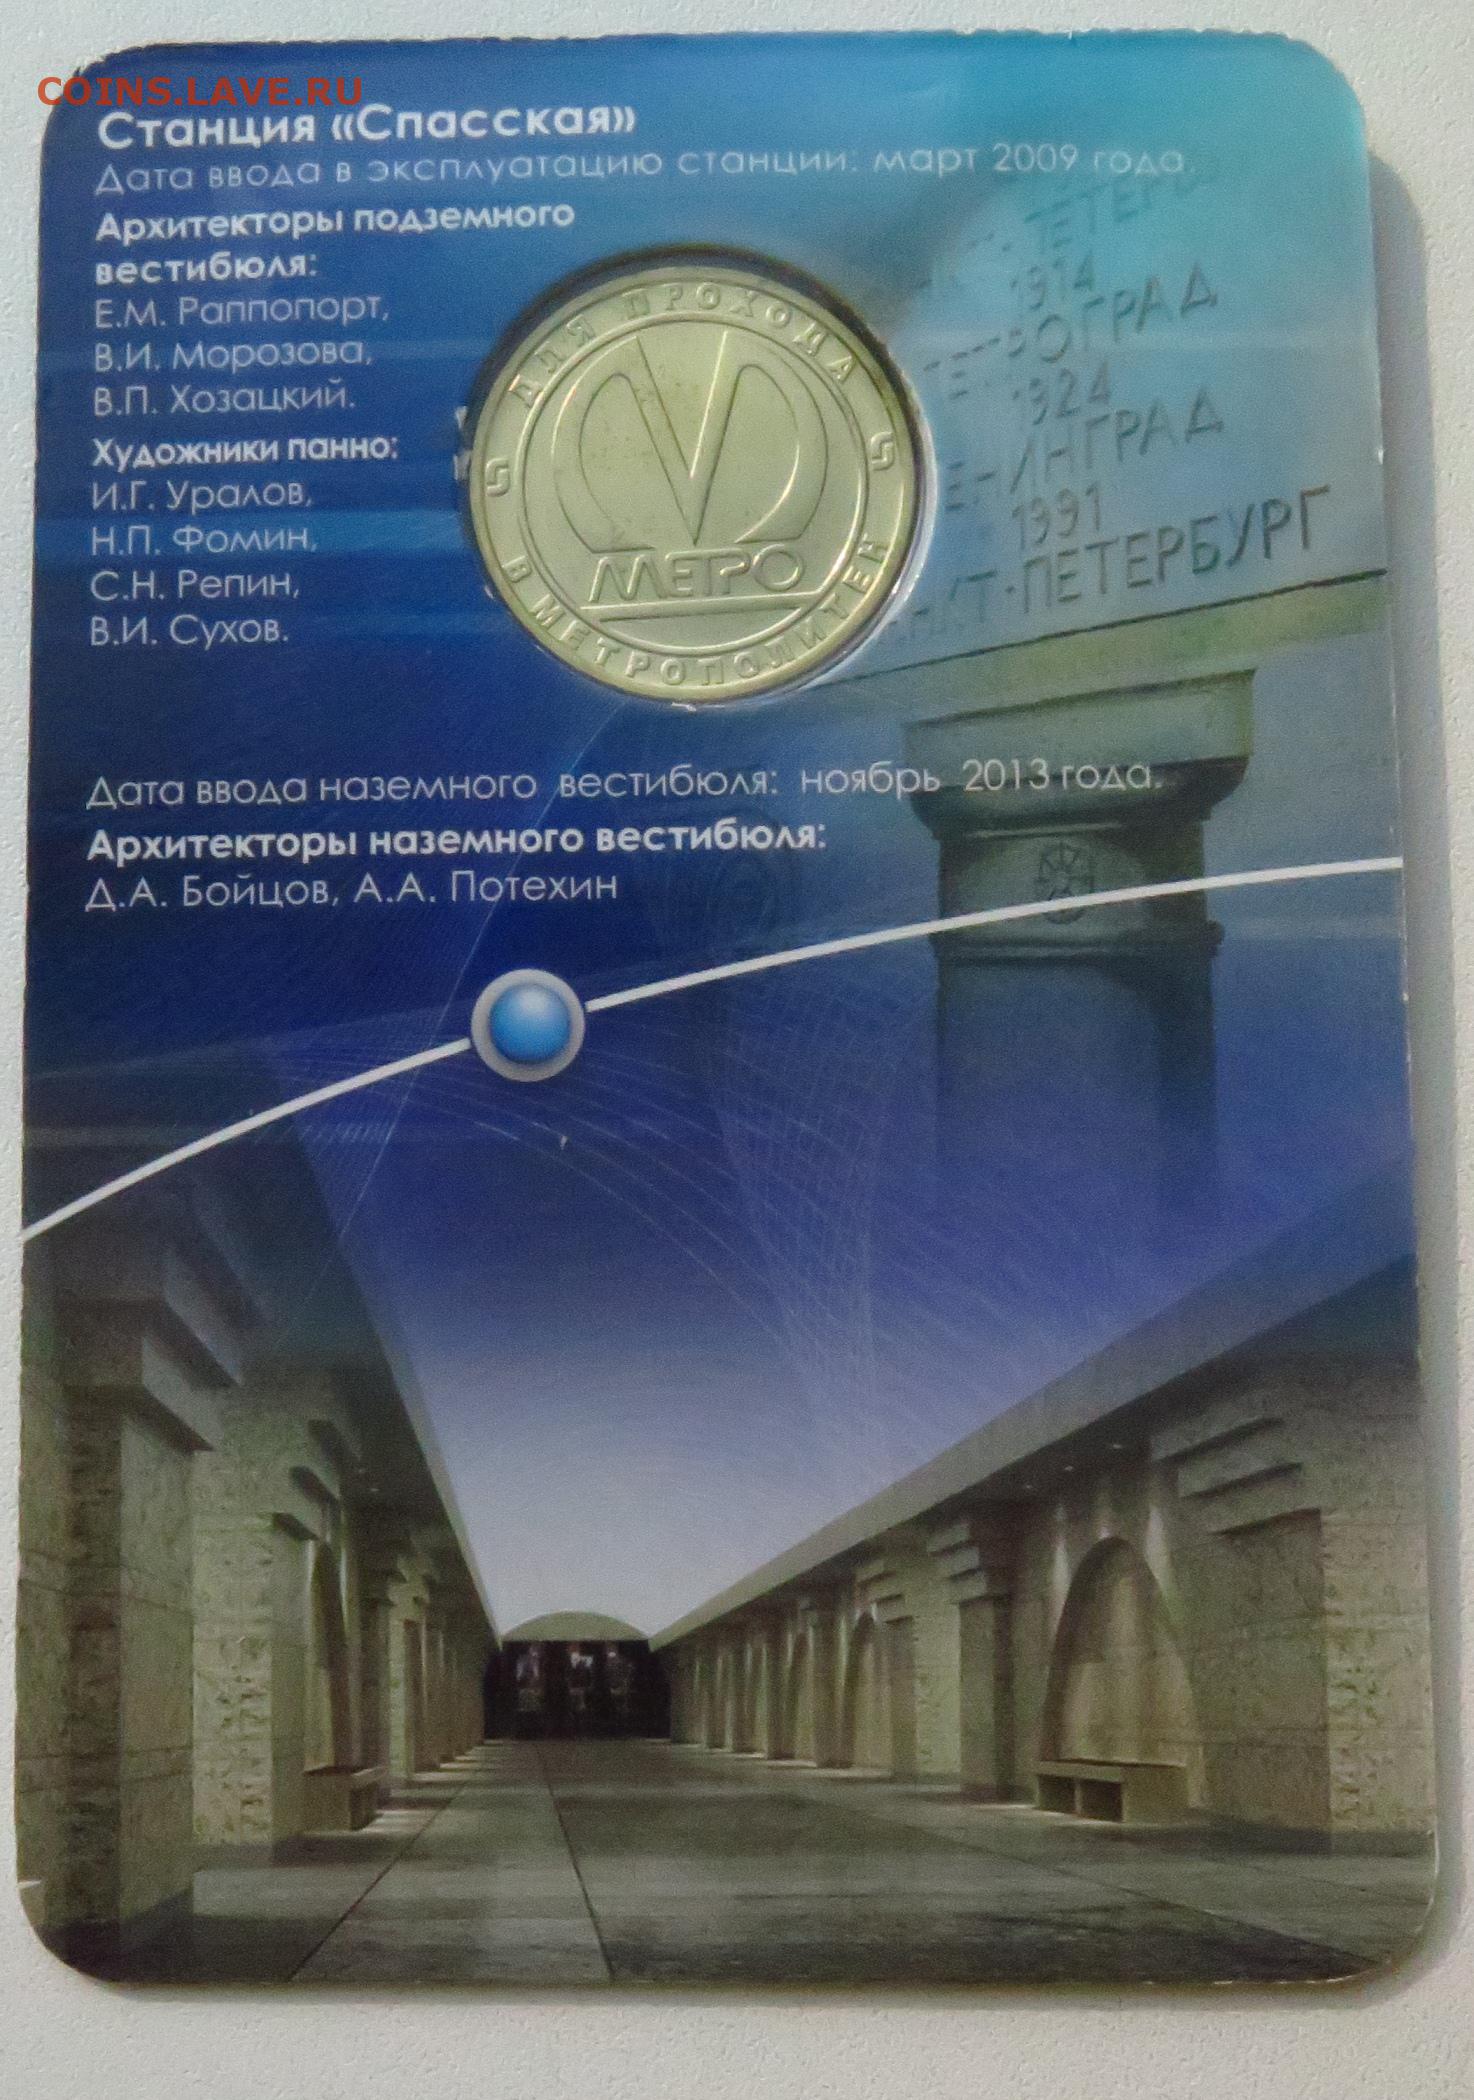 COINS.LAVE.RU
Станция «Спасская»
Дата ввода в эксплуатацию станции: март 2009 года.
Архитекторы подземного
вестибюля:
Е.М. Раппопорт,
В.И. Морозова,
В.П. Хозацкий.
Художники панно:
И.Г. Уралов,
Н.П. Фомин,
С.Н. Репин,
В.И. Сухов.
ДЛЯ ПРОХОДА
В МЕТРОПОЛИТЕН
МЕТРО
1914
1924
1991
-ПЕТЕРБУРГ
Дата ввода наземного вестибюля: ноябрь 2013 года.
Архитекторы наземного вестибюля:
Д.А. Бойцов, А.А. Потехин